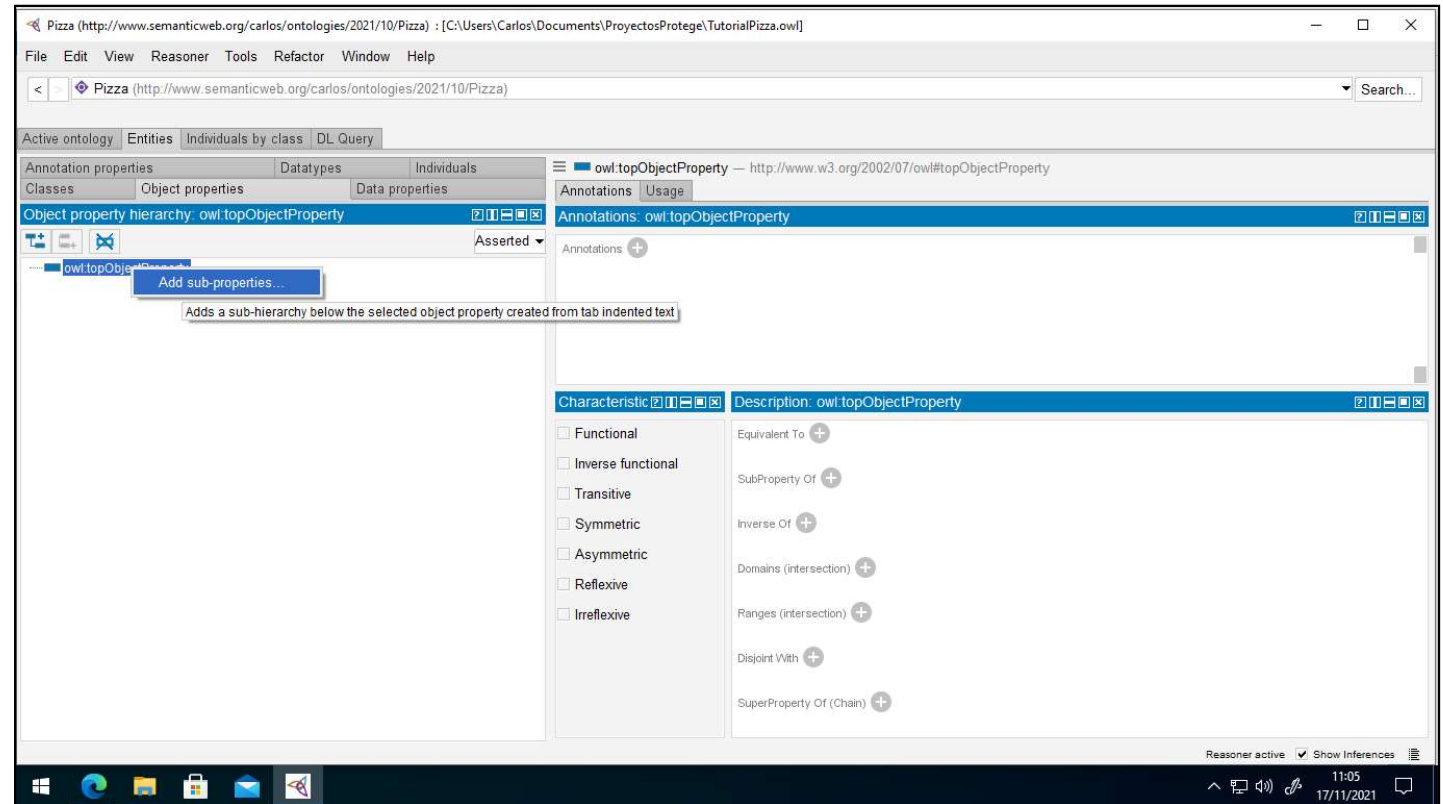 Pizza (http://www.semanticweb.org/carlos/ontologies/2021/10/Pizza) : [C:\Users\Carlos\Documents\ProyectosProtege\TutorialPizza.owl]
File Edit View Reasoner Tools Refactor Window Help
< > Pizza (http://www.semanticweb.org/carlos/ontologies/2021/10/Pizza) Search...
Active ontology Entities Individuals by class DL Query
Annotation properties Datatypes Individuals
Classes Object properties Data properties
Object property hierarchy: owl:topObjectProperty
Asserted
owl:topObjectProperty
Add sub-properties...
Adds a sub-hierarchy below the selected object property created from tab indented text
owl:topObjectProperty — http://www.w3.org/2002/07/owl#topObjectProperty
Annotations Usage
Annotations: owl:topObjectProperty
Annotations
Characteristic
Functional
Inverse functional
Transitive
Symmetric
Asymmetric
Reflexive
Irreflexive
Description: owl:topObjectProperty
Equivalent To
SubProperty Of
Inverse Of
Domains (intersection)
Ranges (intersection)
Disjoint With
SuperProperty Of (Chain)
Reasoner active Show Inferences
11:05
17/11/2021